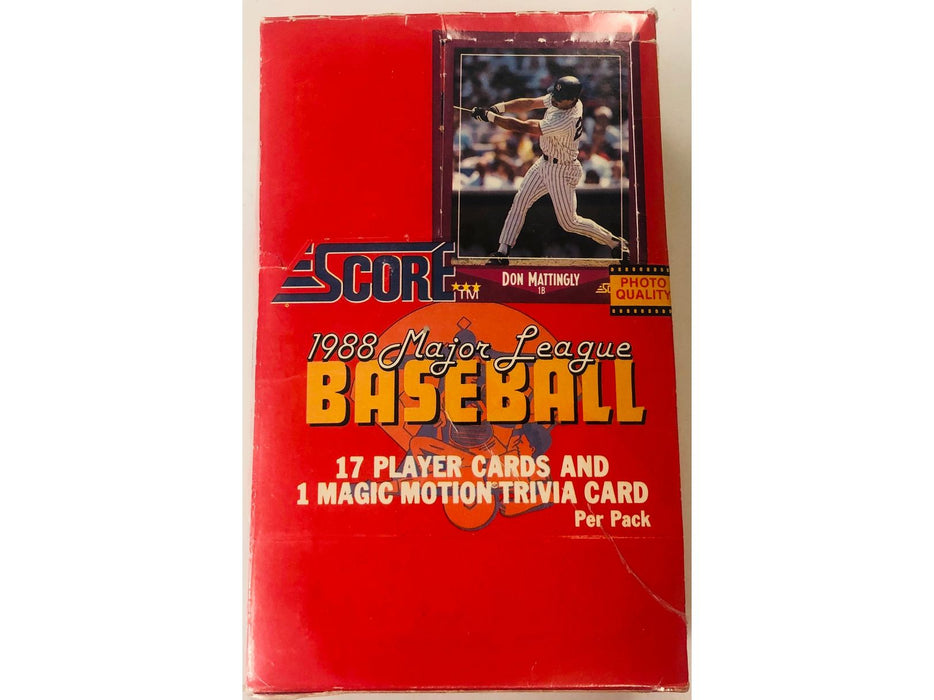 DON MATTINGLY
1B
SCORE™
PHOTO
QUALITY
1988 Major League
BASEBALL
17 PLAYER CARDS AND
1 MAGIC MOTION TRIVIA CARD
Per Pack